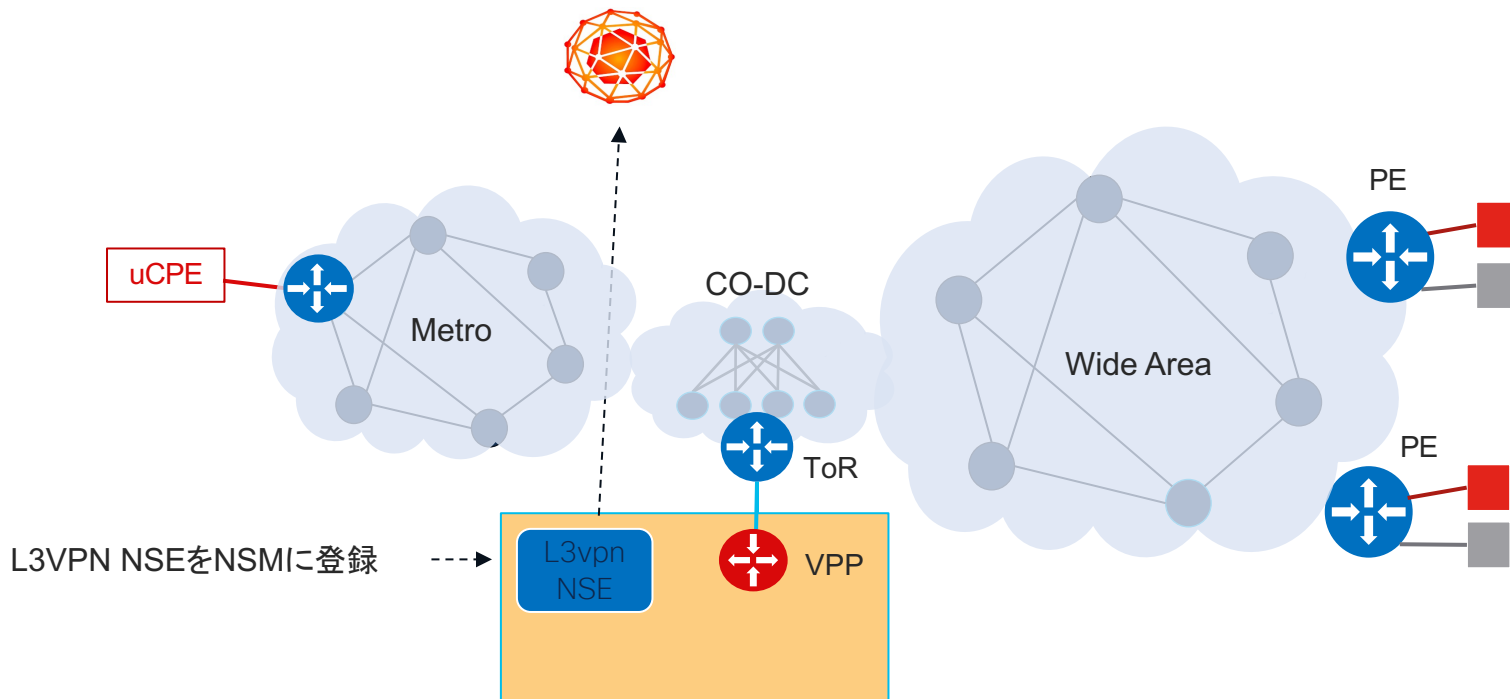 PE
uCPE
CO-DC
Metro
Wide Area
PE
ToR
L3VPN NSEをNSMに登録
L3vpn
NSE
VPP